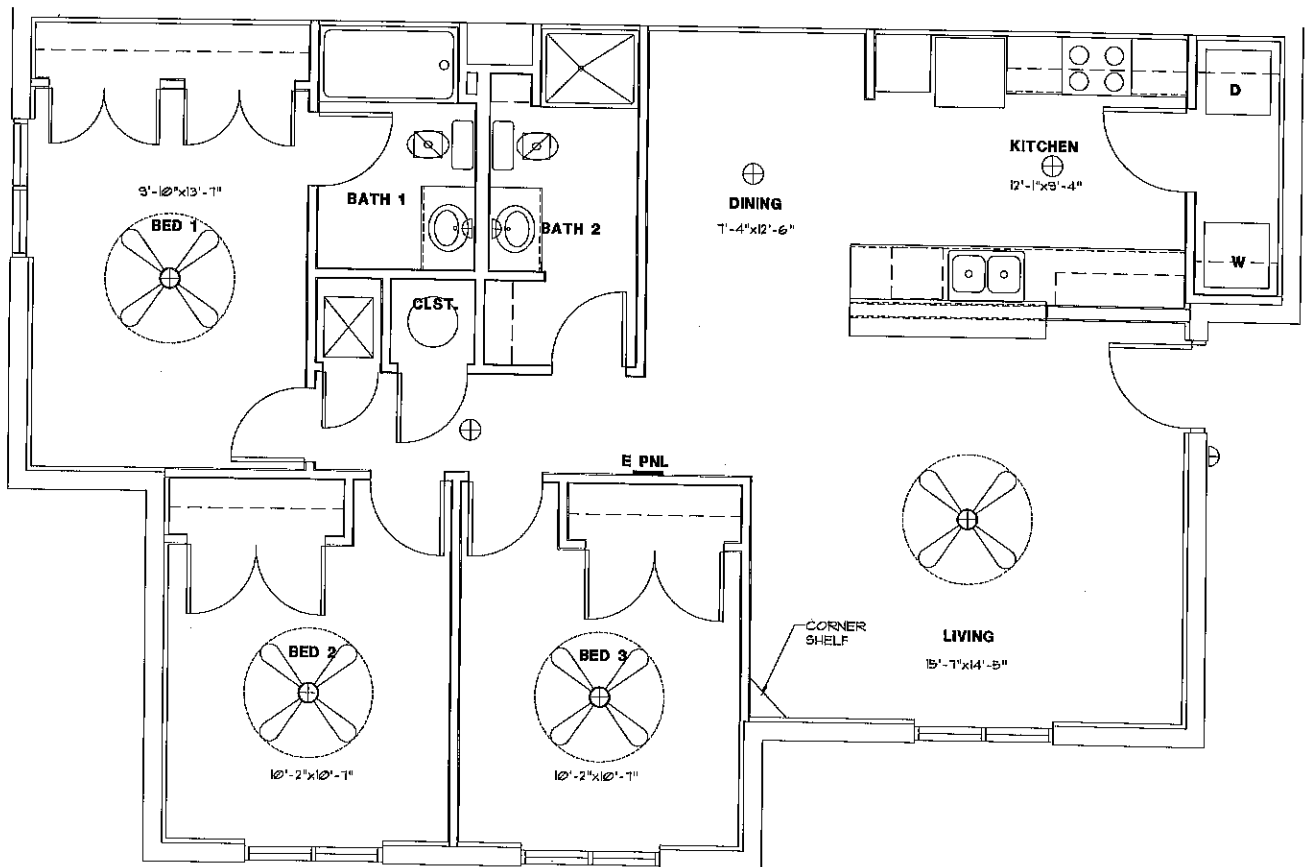 D
KITCHEN
12'-1"x9'-4"
9'-10"x13'-7"
BATH 1
DINING
7'-4"x12'-6"
BED 1
BATH 2
W
CLST.
E PNL
CORNER
SHELF
LIVING
15'-7"x14'-5"
BED 2
BED 3
10'-2"x10'-7"
10'-2"x10'-7"